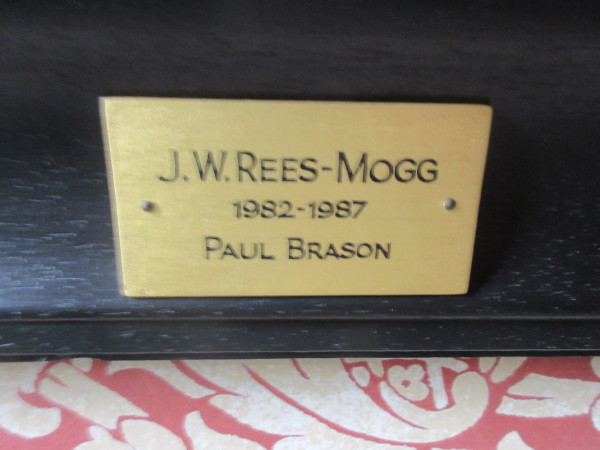 J.W. REES-MOGG
1982-1987
PAUL BRASON